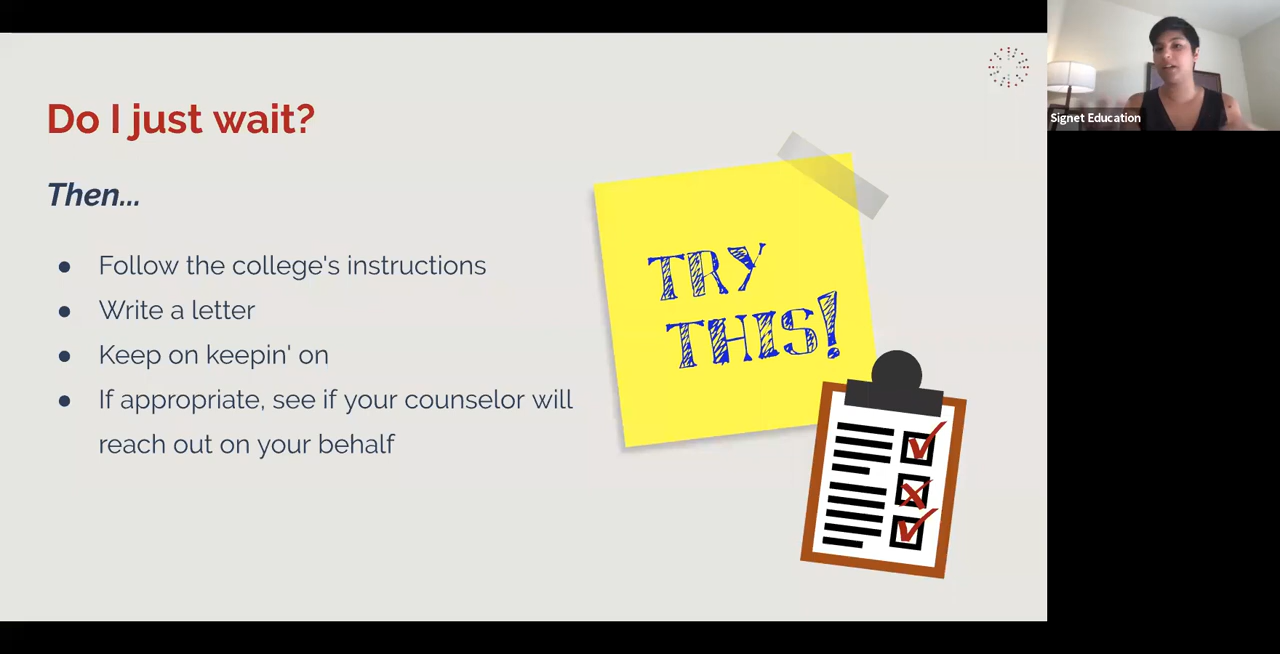 Do I just wait?
Then...
● Follow the college's instructions
● Write a letter
● Keep on keepin' on
● If appropriate, see if your counselor will
reach out on your behalf
TRY
THIS!
Signet Education